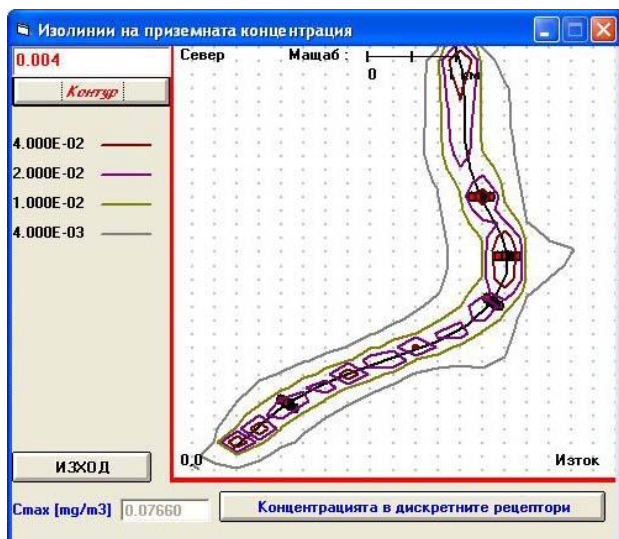 Изолинии на приземната концентрация
0.004
Контур
4.000E-02
2.000E-02
1.000E-02
4.000E-03
Север Мащаб :
0 1 км
0,0 Изток
ИЗХОД
Cmax [mg/m3] 0.07660
Концентрацията в дискретните рецептори